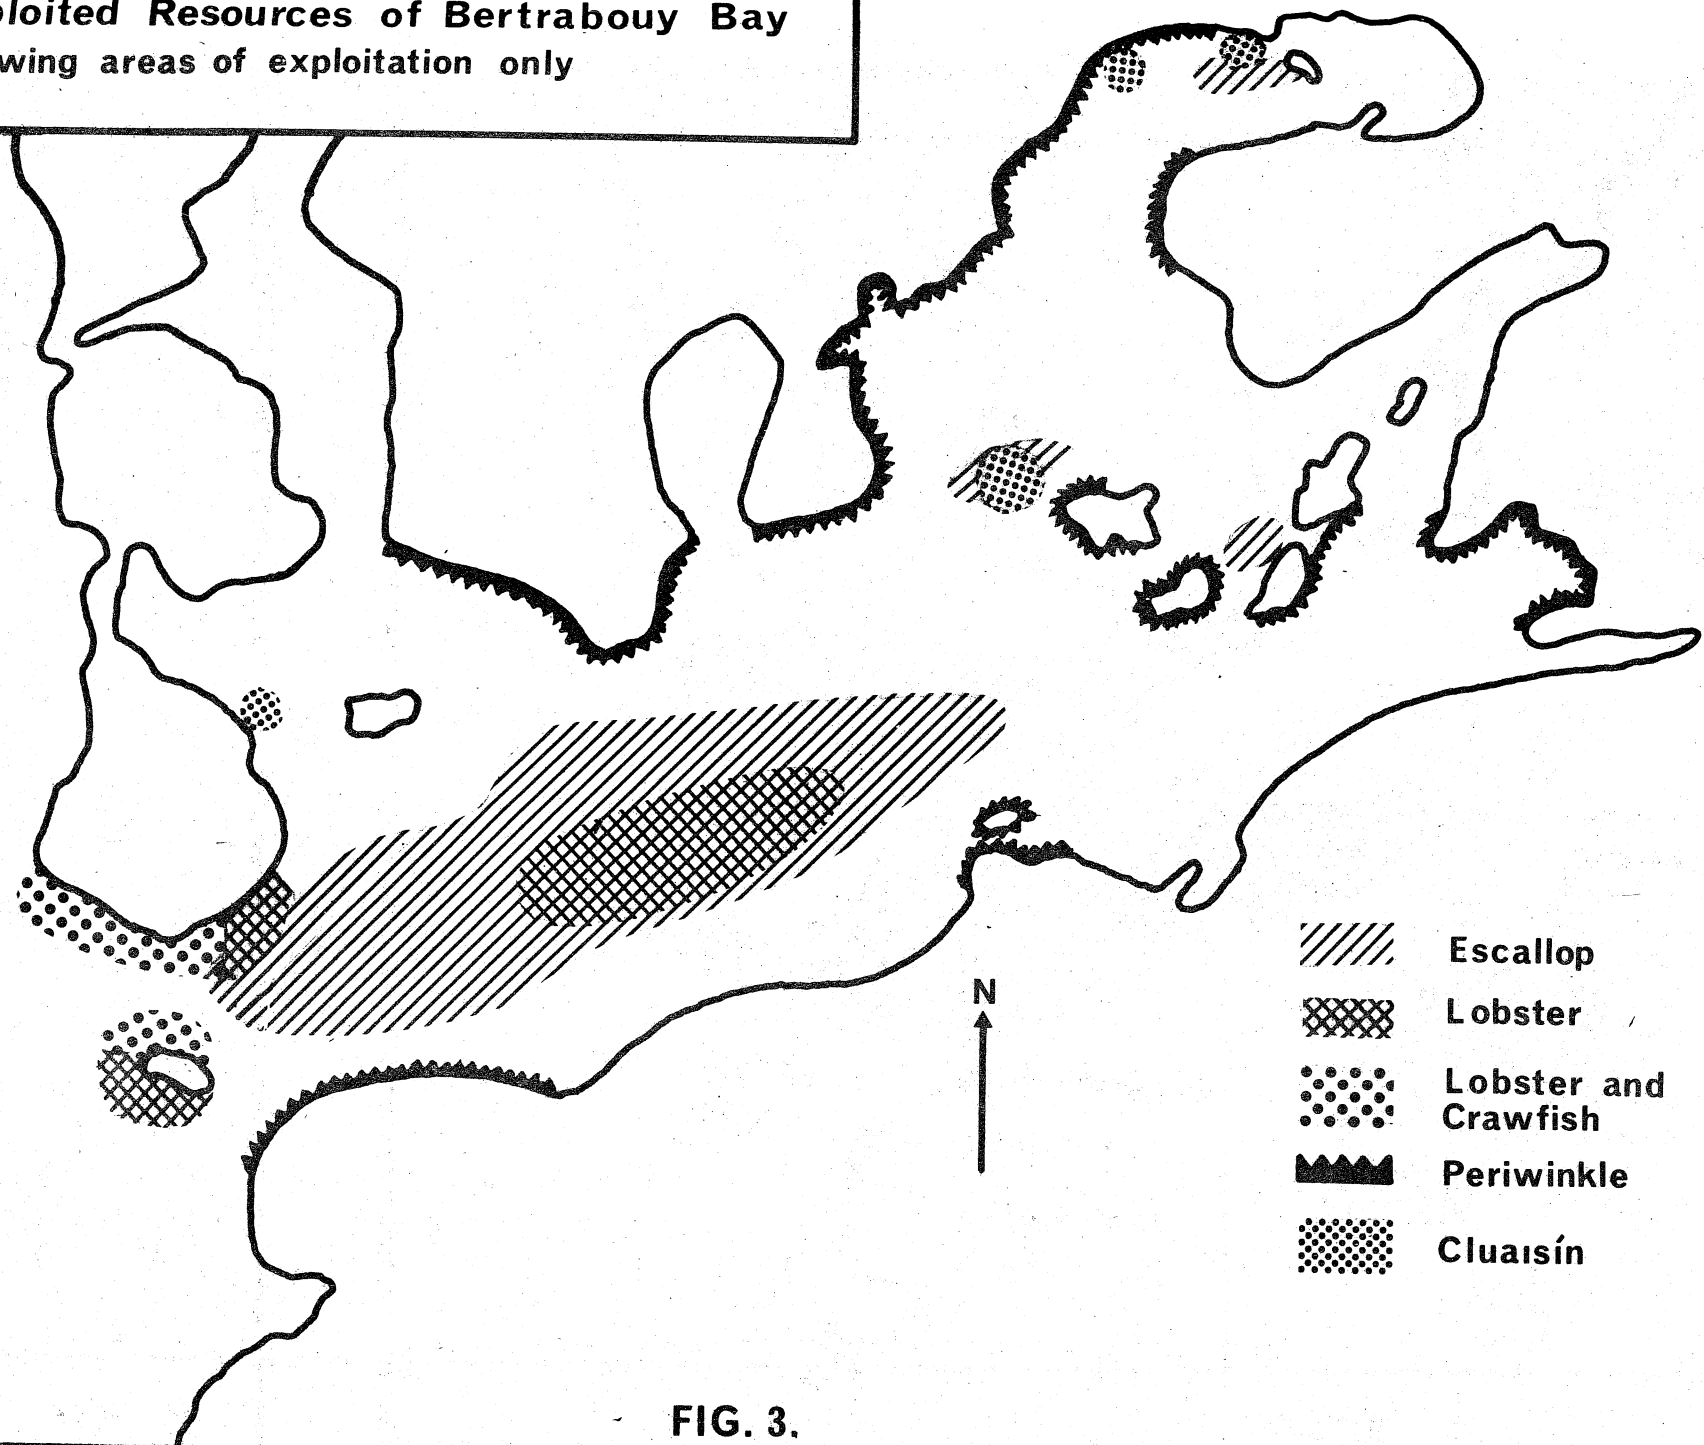 ploited Resources of Bertrabouy Bay
wing areas of exploitation only
N
Escallop
Lobster
Lobster and
Crawfish
Periwinkle
Cluaisín
FIG. 3.